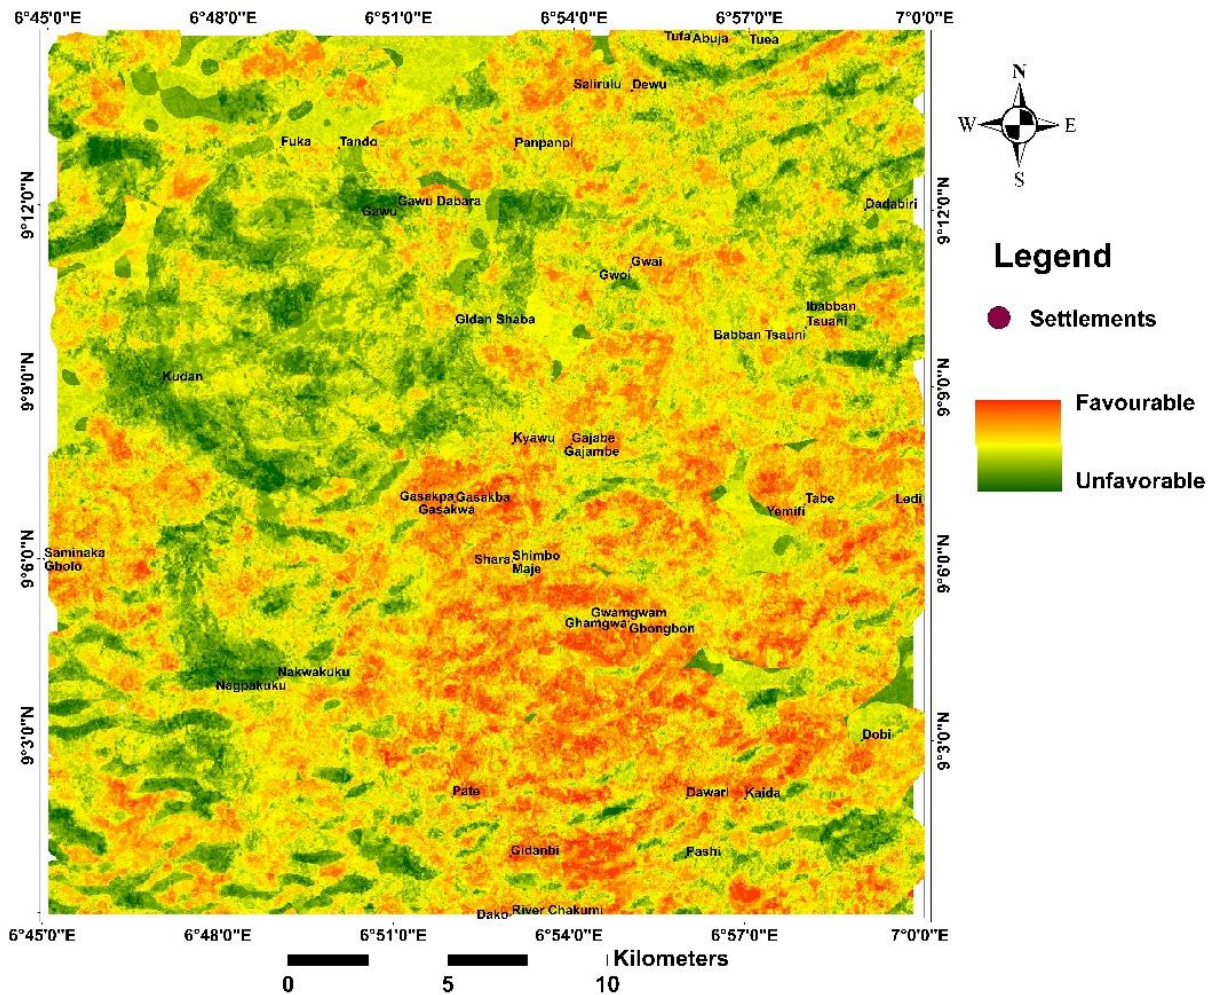 6°45'0"E 6°48'0"E 6°51'0"E 6°54'0"E 6°57'0"E 7°0'0"E
Tufa Abuja Tuea
Salirulu Dewu
Fuka Tando Panpanpi
Gawu Dabara
Gawu
Dadabiri
9°12'0"N 9°12'0"N
Gwai
Gwoi
Ibabban
Tsuani
Gidan Shaba
Babban Tsauni
9°9'0"N 9°9'0"N
Kudan
Kyawu Gajabe
Gajambe
Gasakpa Gasakba
Gasakwa
Tabe Ledi
Yemifi
Saminaka
Gbolo
Shara Shimbo
Maje
9°6'0"N 9°6'0"N
Gwamgwam
Ghamgwa Gbongbon
Nakwakuku
Nagpakuku
9°3'0"N 9°3'0"N
Dobi
Pate Dawari Kaida
Gidanbi Pashi
Dako River Chakumi
6°45'0"E 6°48'0"E 6°51'0"E 6°54'0"E 6°57'0"E 7°0'0"E
Kilometers
0 5 10
N
W E
S
Legend
Settlements
Favourable
Unfavorable